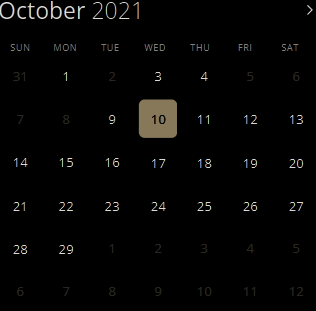 October 2021
SUN MON TUE WED THU FRI SAT
31 1 2 3 4 5 6
7 8 9 10 11 12 13
14 15 16 17 18 19 20
21 22 23 24 25 26 27
28 29 1 2 3 4 5
6 7 8 9 10 11 12